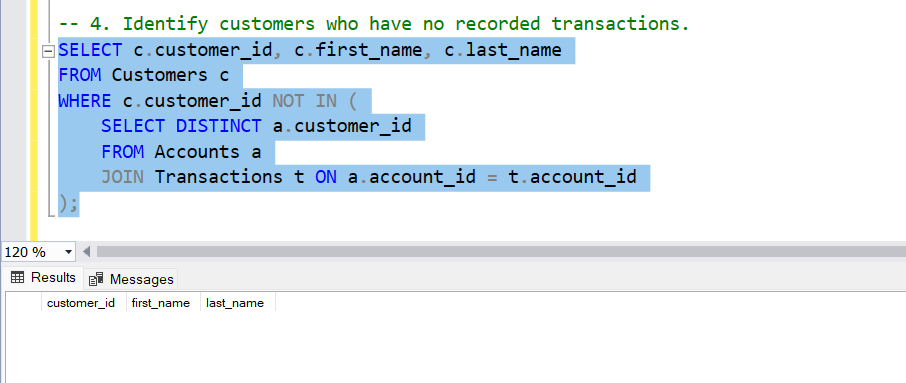 -- 4. Identify customers who have no recorded transactions.
SELECT c.customer_id, c.first_name, c.last_name
FROM Customers c
WHERE c.customer_id NOT IN (
    SELECT DISTINCT a.customer_id
    FROM Accounts a
    JOIN Transactions t ON a.account_id = t.account_id
);
120 %
Results Messages
customer_id first_name last_name